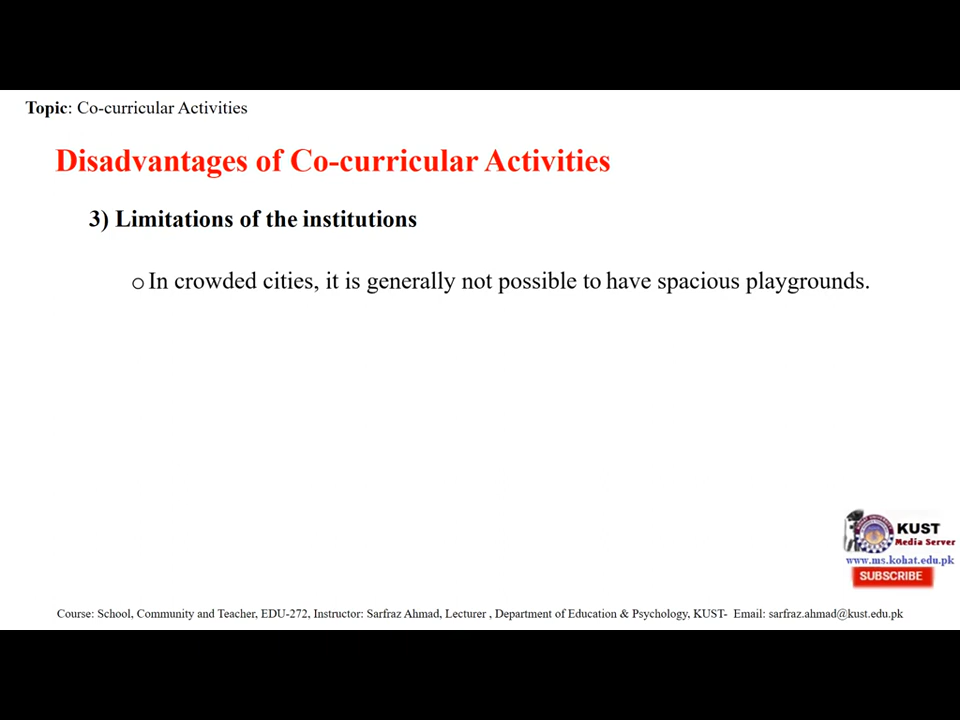 Topic: Co-curricular Activities
Disadvantages of Co-curricular Activities
3) Limitations of the institutions
o In crowded cities, it is generally not possible to have spacious playgrounds.
KUST
Media Server
www.ms.kohat.edu.pk
SUBSCRIBE
Course: School, Community and Teacher, EDU-272, Instructor: Sarfraz Ahmad, Lecturer , Department of Education & Psychology, KUST- Email: sarfraz.ahmad@kust.edu.pk